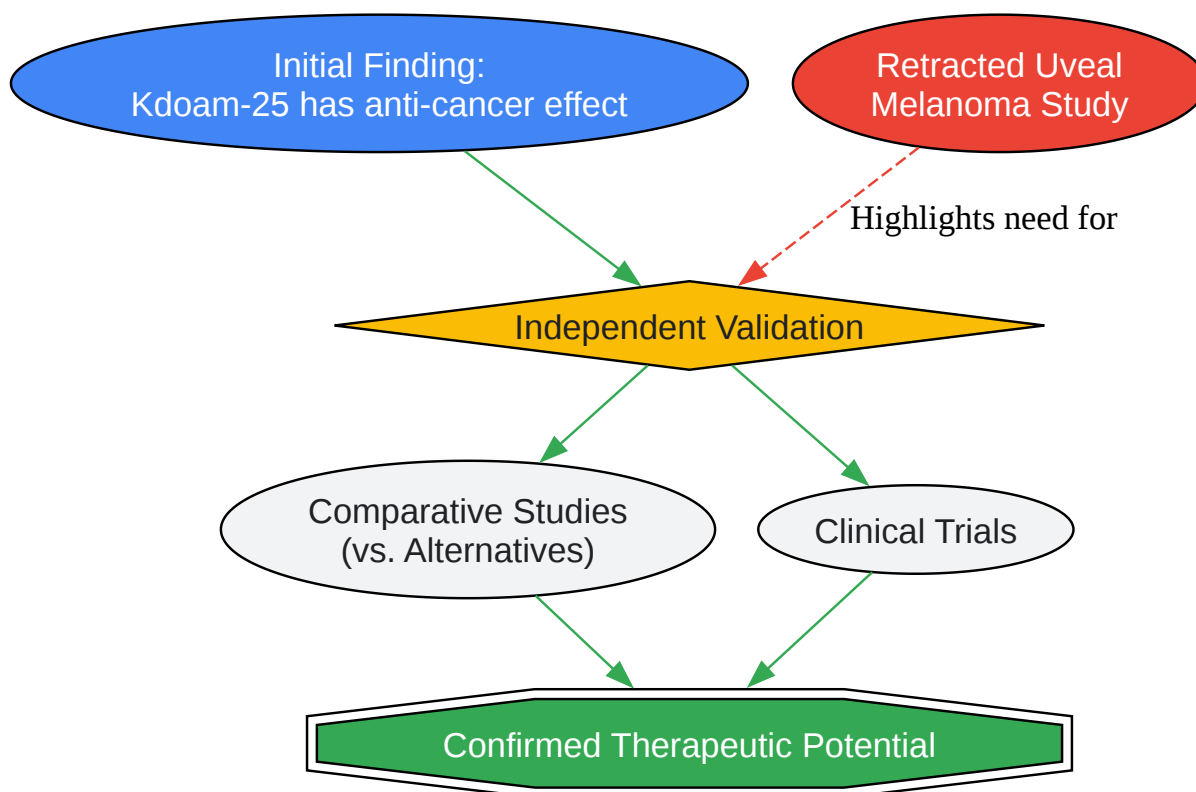 Initial Finding:
Kdoam-25 has anti-cancer effect
Retracted Uveal
Melanoma Study
Highlights need for
Independent Validation
Comparative Studies
(vs. Alternatives)
Clinical Trials
Confirmed Therapeutic Potential